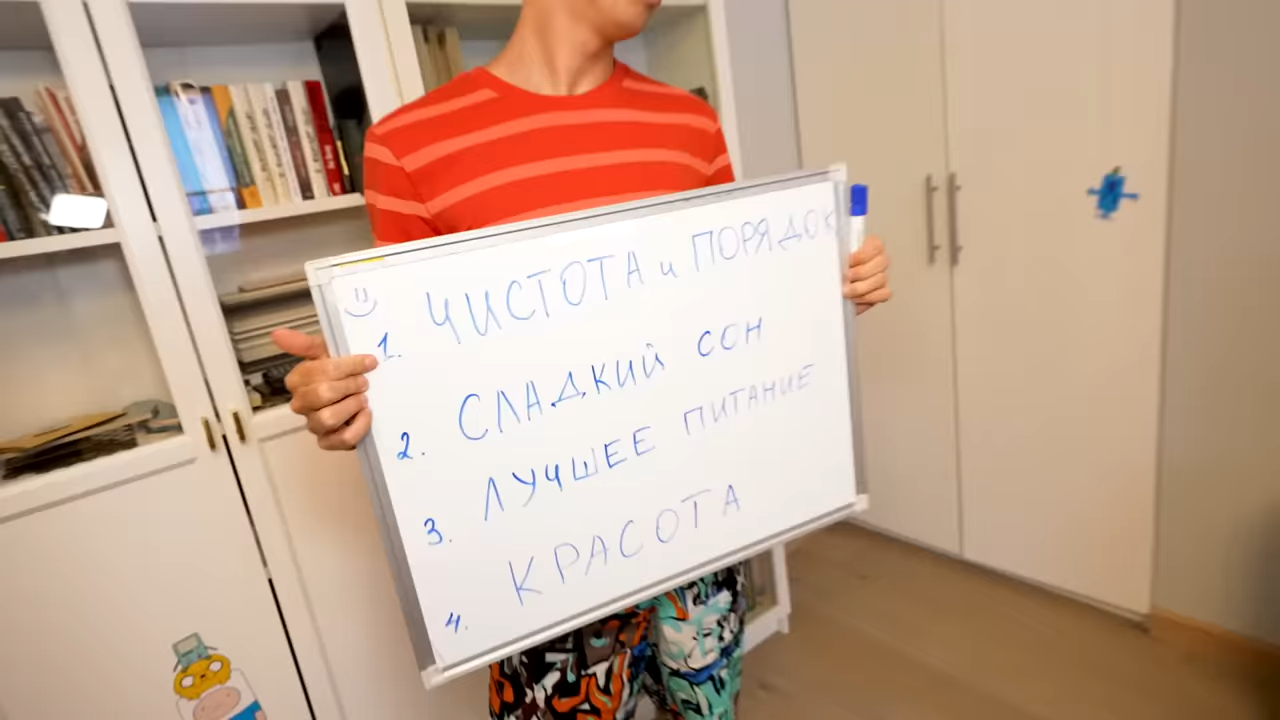 1. ЧИСТОТА и ПОРЯДОК
2. СЛАДКИЙ СОН
3. ЛУЧШЕЕ ПИТАНИЕ
4. КРАСОТА